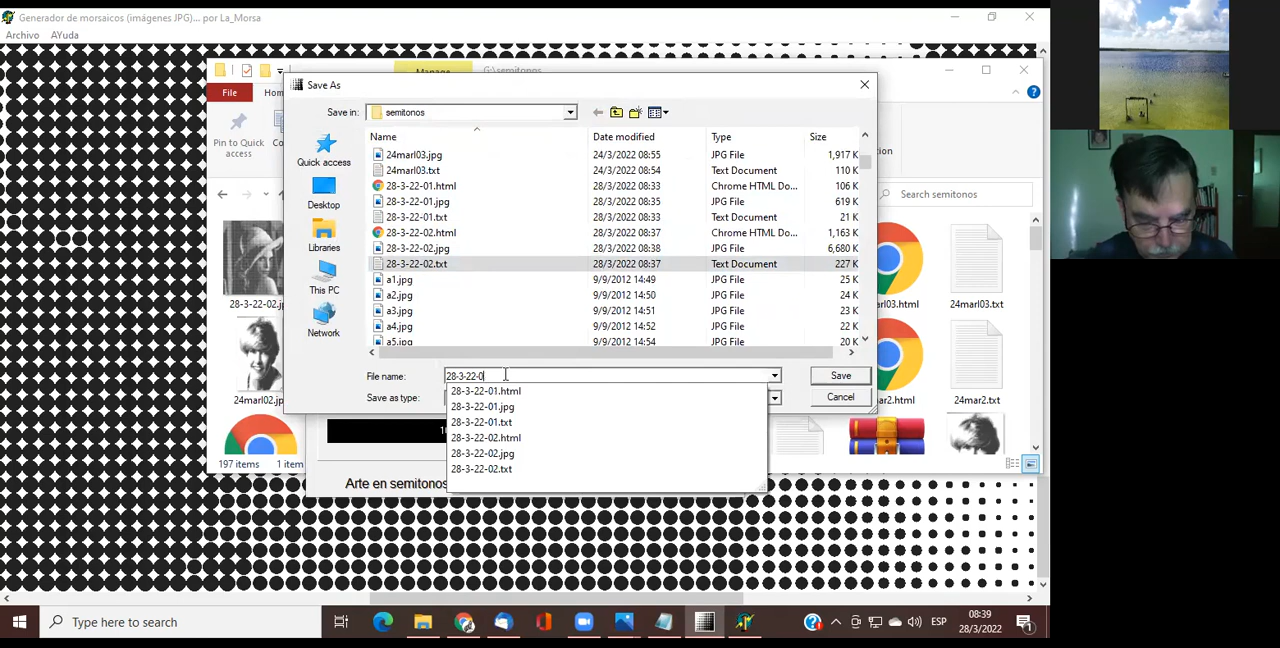 Generador de morsaicos (imágenes JPG)... por La_Morsa
Archivo AYuda
Manage G:\semitonos
File Hom
Pin to Quick
access
Search semitonos
Save As
Save in: semitonos
Quick access
Desktop
Libraries
This PC
Network
Name Date modified Type Size
24marl03.jpg 24/3/2022 08:55 JPG File 1,917 K
24marl03.txt 24/3/2022 08:54 Text Document 110 K
28-3-22-01.html 28/3/2022 08:33 Chrome HTML Do... 106 K
28-3-22-01.jpg 28/3/2022 08:35 JPG File 619 K
28-3-22-01.txt 28/3/2022 08:33 Text Document 21 K
28-3-22-02.html 28/3/2022 08:37 Chrome HTML Do... 1,163 K
28-3-22-02.jpg 28/3/2022 08:38 JPG File 6,680 K
28-3-22-02.txt 28/3/2022 08:37 Text Document 227 K
a1.jpg 9/9/2012 14:49 JPG File 25 K
a2.jpg 9/9/2012 14:50 JPG File 24 K
a3.jpg 9/9/2012 14:51 JPG File 23 K
a4.jpg 9/9/2012 14:52 JPG File 22 K
a5.jpg 9/9/2012 14:54 JPG File 20 K
File name: 28-3-22-0 Save
Save as type: Cancel
28-3-22-01.html
28-3-22-01.jpg
28-3-22-01.txt
28-3-22-02.html
28-3-22-02.jpg
28-3-22-02.txt
28-3-22-02.jp
marl03.html 24marl03.txt
24marl02.j
mar2.html 24mar2.txt
197 items 1 item
Arte en semitonos
Type here to search
ESP
08:39
28/3/2022
1